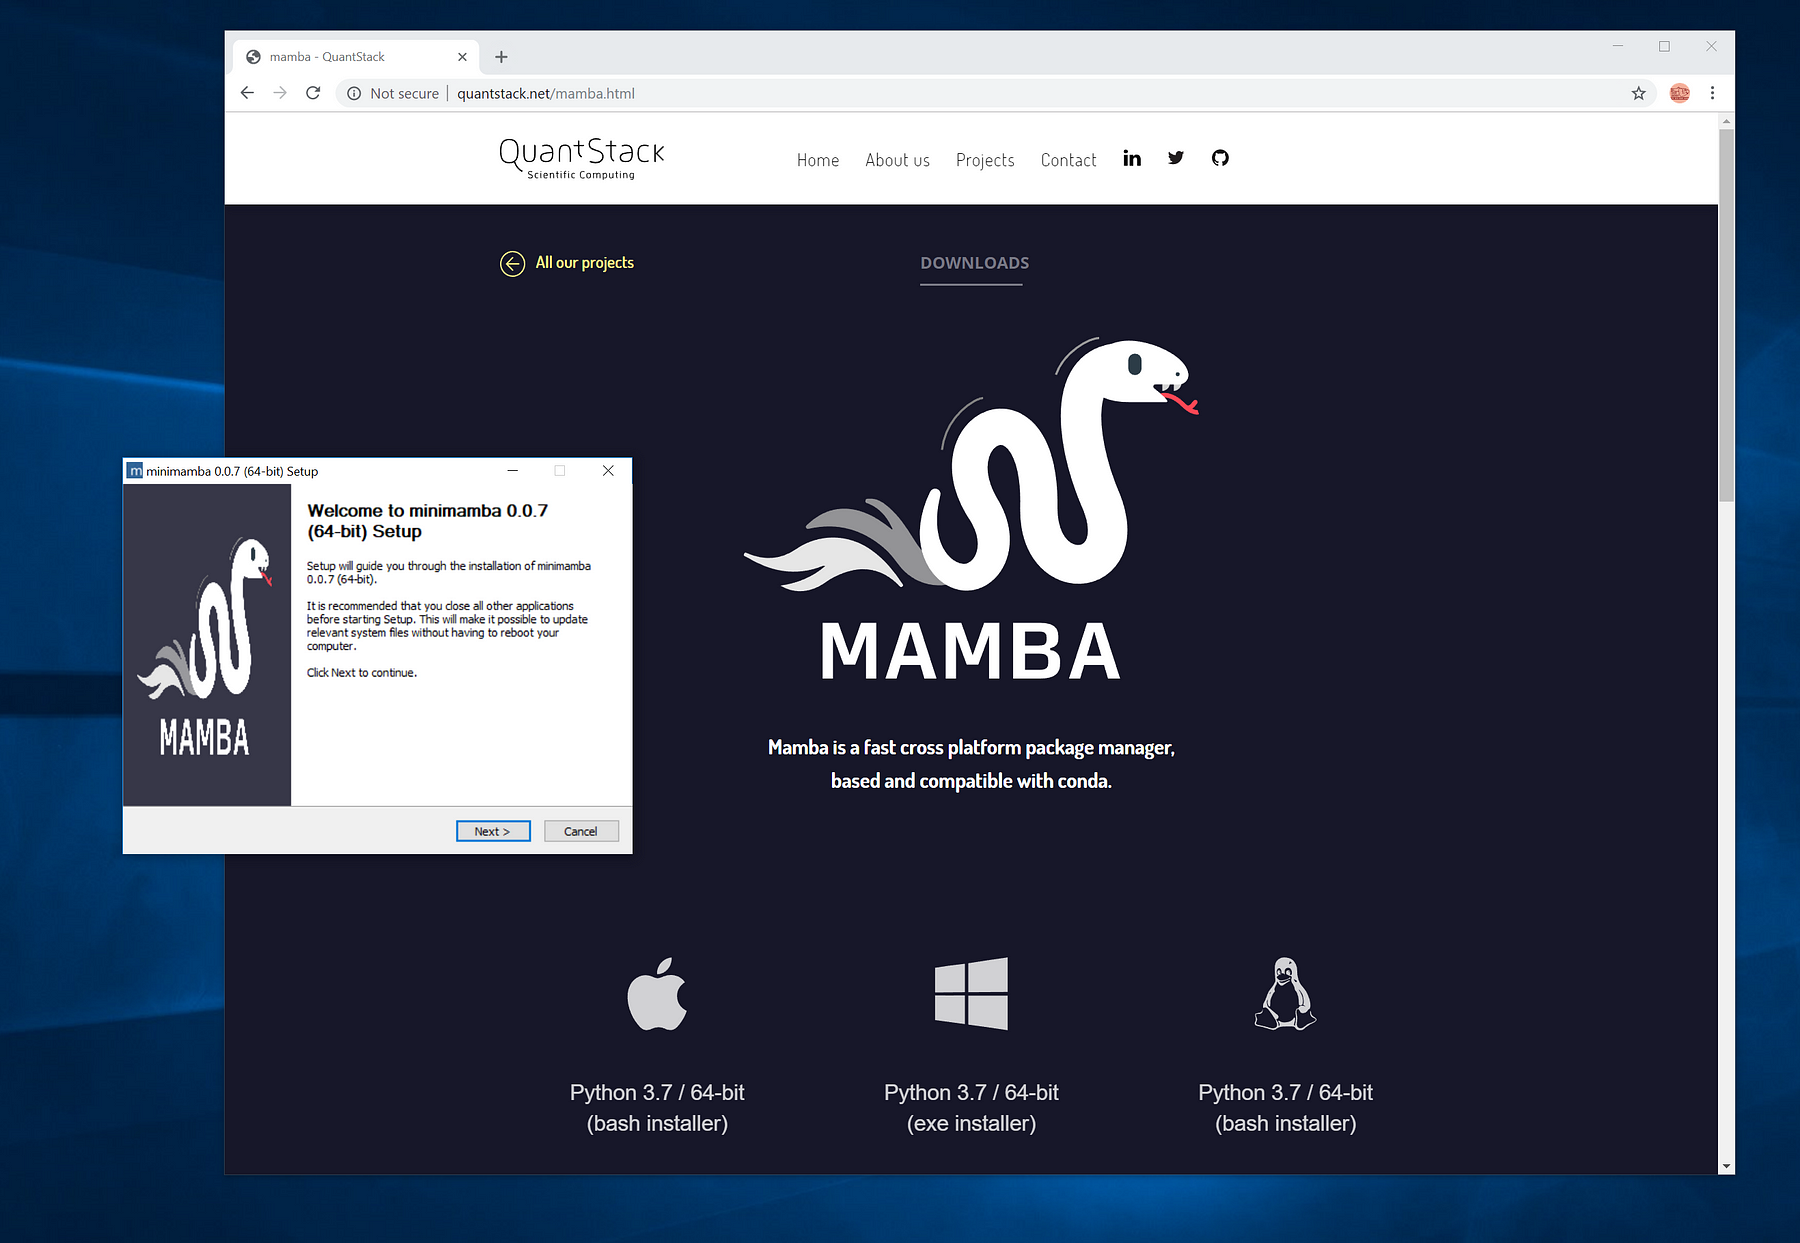 mamba - QuantStack
Not secure | quantstack.net/mamba.html
QuantStack
Scientific Computing
Home About us Projects Contact in
All our projects
DOWNLOADS
MAMBA
Mamba is a fast cross platform package manager,
based and compatible with conda.
Python 3.7 / 64-bit
(bash installer)
Python 3.7 / 64-bit
(exe installer)
Python 3.7 / 64-bit
(bash installer)
m minimamba 0.0.7 (64-bit) Setup
MAMBA
Welcome to minimamba 0.0.7
(64-bit) Setup
Setup will guide you through the installation of minimamba
0.0.7 (64-bit).
It is recommended that you close all other applications
before starting Setup. This will make it possible to update
relevant system files without having to reboot your
computer.
Click Next to continue.
Next >
Cancel